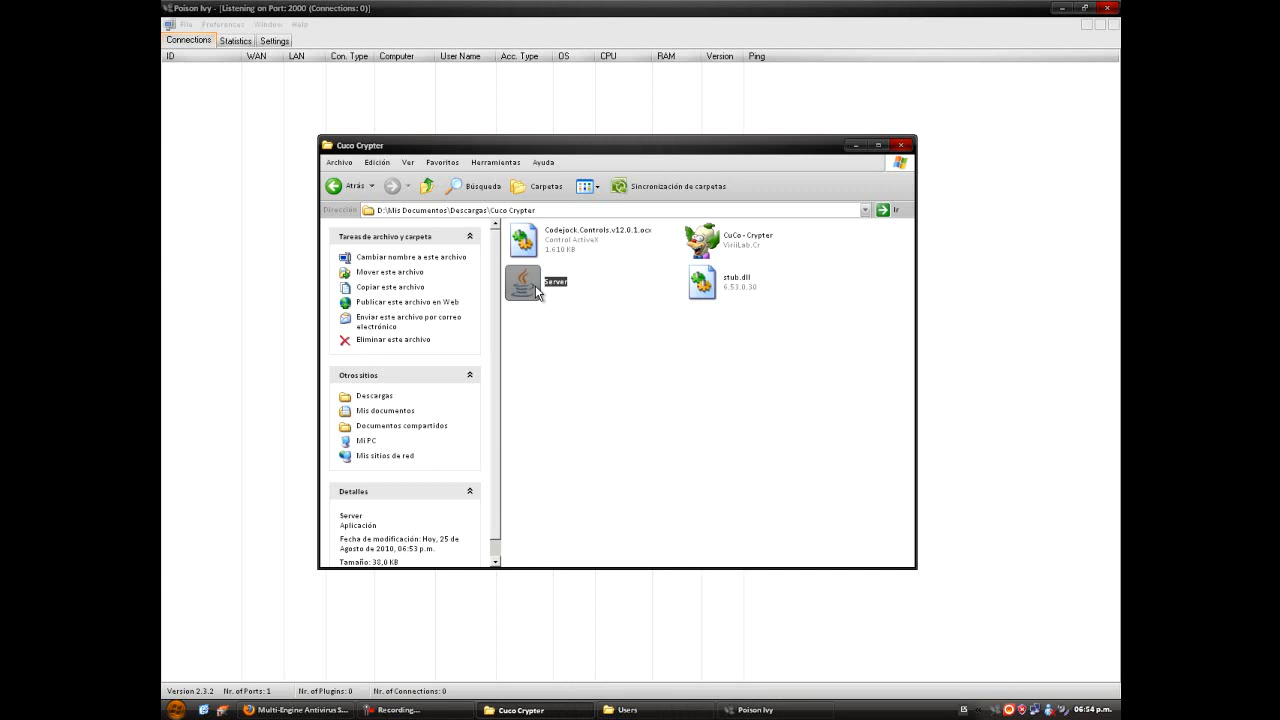 Poison Ivy - [Listening on Port: 2000 (Connections: 0)]
File Preferences Window Help
Connections Statistics Settings
ID WAN LAN Con. Type Computer User Name Acc. Type OS CPU RAM Version Ping
Cuco Crypter
Archivo Edición Ver Favoritos Herramientas Ayuda
Atrás Búsqueda Carpetas Sincronización de carpetas
Dirección D:\Mis Documentos\Descargas\Cuco Crypter Ir
Tareas de archivo y carpeta
Cambiar nombre a este archivo
Mover este archivo
Copiar este archivo
Publicar este archivo en Web
Enviar este archivo por correo
electrónico
Eliminar este archivo
Otros sitios
Descargas
Mis documentos
Documentos compartidos
Mi PC
Mis sitios de red
Detalles
Server
Aplicación
Fecha de modificación: Hoy, 25 de
Agosto de 2010, 06:53 p.m.
Tamaño: 38,0 KB
Codejock.Controls.v12.0.1.ocx
Control ActiveX
1.610 KB
CuCo - Crypter
ViriiLab.Cr
Server
stub.dll
6.53.0.30
Version 2.3.2 Nr. of Ports: 1 Nr. of Plugins: 0 Nr. of Connections: 0
Multi-Engine Antivirus S... Recording... Cuco Crypter Users Poison Ivy ES 06:54 p.m.